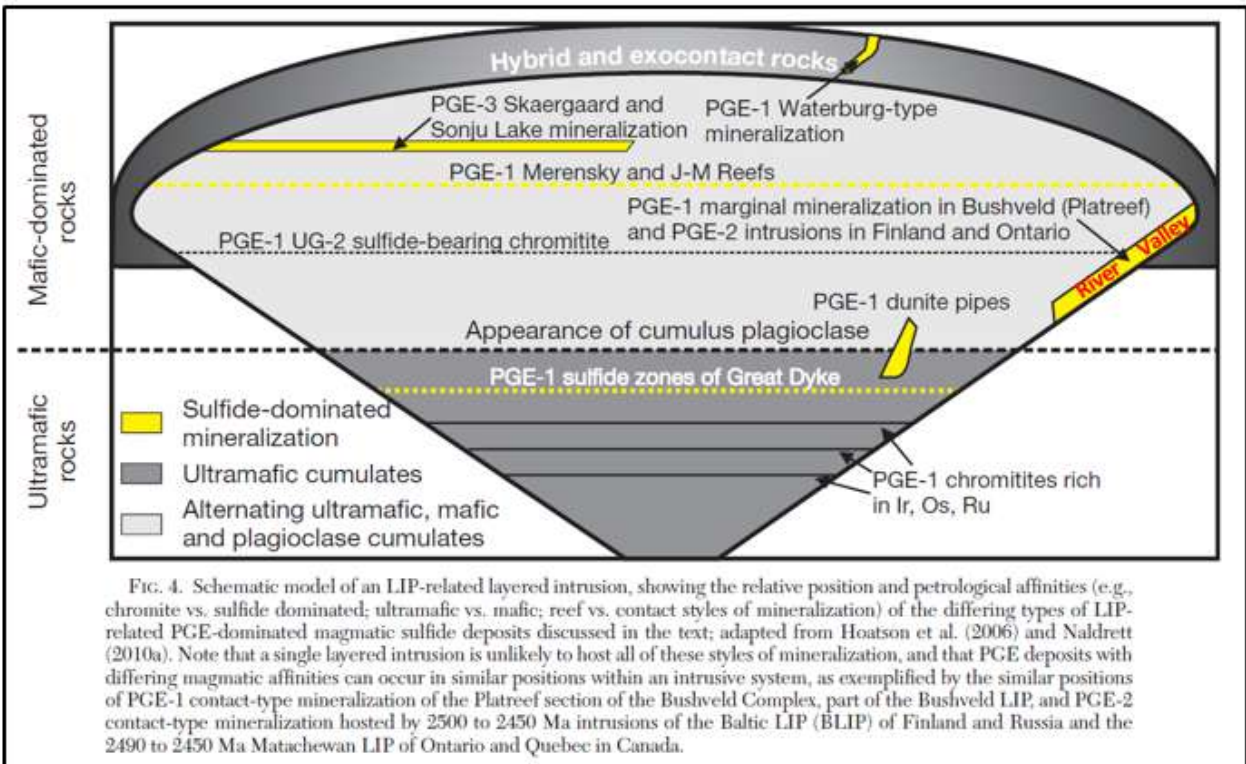 Hybrid and exocontact rocks
PGE-3 Skaergaard and
Sonju Lake mineralization
PGE-1 Waterburg-type
mineralization
PGE-1 Merensky and J-M Reefs
PGE-1 marginal mineralization in Bushveld (Platreef)
and PGE-2 intrusions in Finland and Ontario
PGE-1 UG-2 sulfide-bearing chromitite
River Valley
PGE-1 dunite pipes
Appearance of cumulus plagioclase
PGE-1 sulfide zones of Great Dyke
PGE-1 chromitites rich
in Ir, Os, Ru
Mafic-dominated
rocks
Ultramafic
rocks
Sulfide-dominated
mineralization
Ultramafic cumulates
Alternating ultramafic, mafic
and plagioclase cumulates
FIG. 4. Schematic model of an LIP-related layered intrusion, showing the relative position and petrological affinities (e.g.,
chromite vs. sulfide dominated; ultramafic vs. mafic; reef vs. contact styles of mineralization) of the differing types of LIP-
related PGE-dominated magmatic sulfide deposits discussed in the text; adapted from Hoatson et al. (2006) and Naldrett
(2010a). Note that a single layered intrusion is unlikely to host all of these styles of mineralization, and that PGE deposits with
differing magmatic affinities can occur in similar positions within an intrusive system, as exemplified by the similar positions
of PGE-1 contact-type mineralization of the Platreef section of the Bushveld Complex, part of the Bushveld LIP, and PGE-2
contact-type mineralization hosted by 2500 to 2450 Ma intrusions of the Baltic LIP (BLIP) of Finland and Russia and the
2490 to 2450 Ma Matachewan LIP of Ontario and Quebec in Canada.